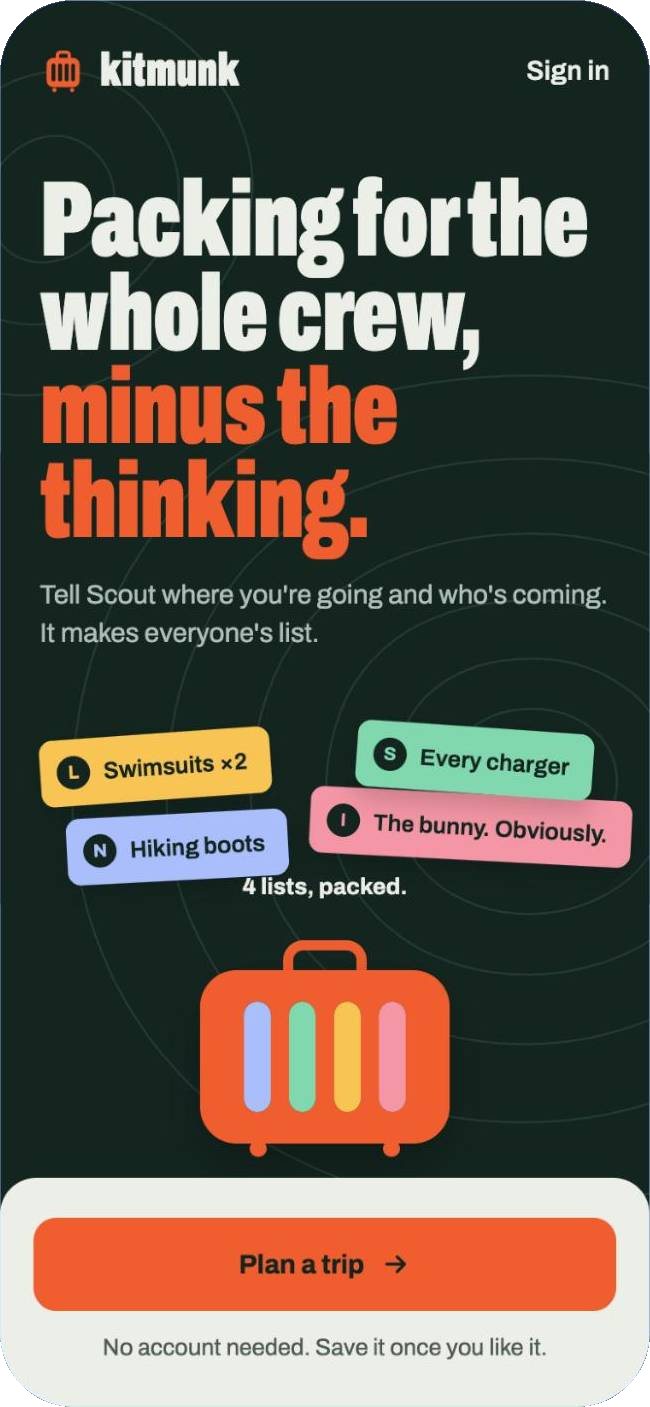 kitmunk
Sign in
Packing for the
whole crew,
minus the
thinking.
Tell Scout where you're going and who's coming.
It makes everyone's list.
L Swimsuits ×2
S Every charger
N Hiking boots
I The bunny. Obviously.
4 lists, packed.
Plan a trip →
No account needed. Save it once you like it.